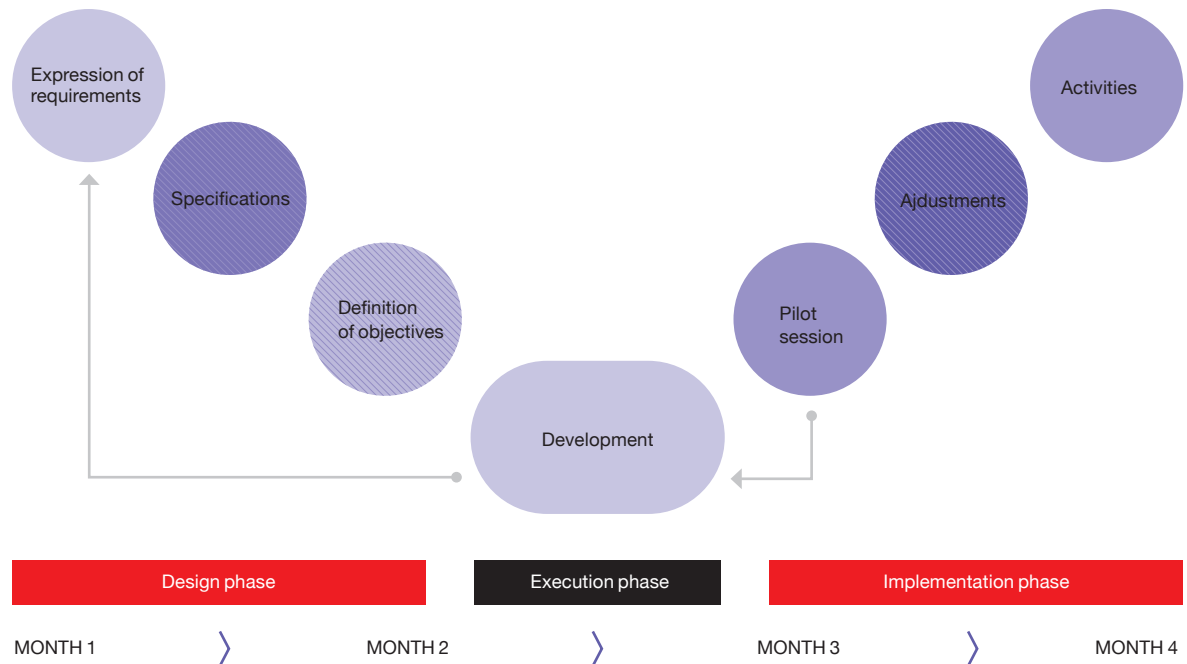 Expression of
requirements
Specifications
Definition
of objectives
Development
Pilot
session
Ajdustments
Activities
Design phase
Execution phase
Implementation phase
MONTH 1
MONTH 2
MONTH 3
MONTH 4